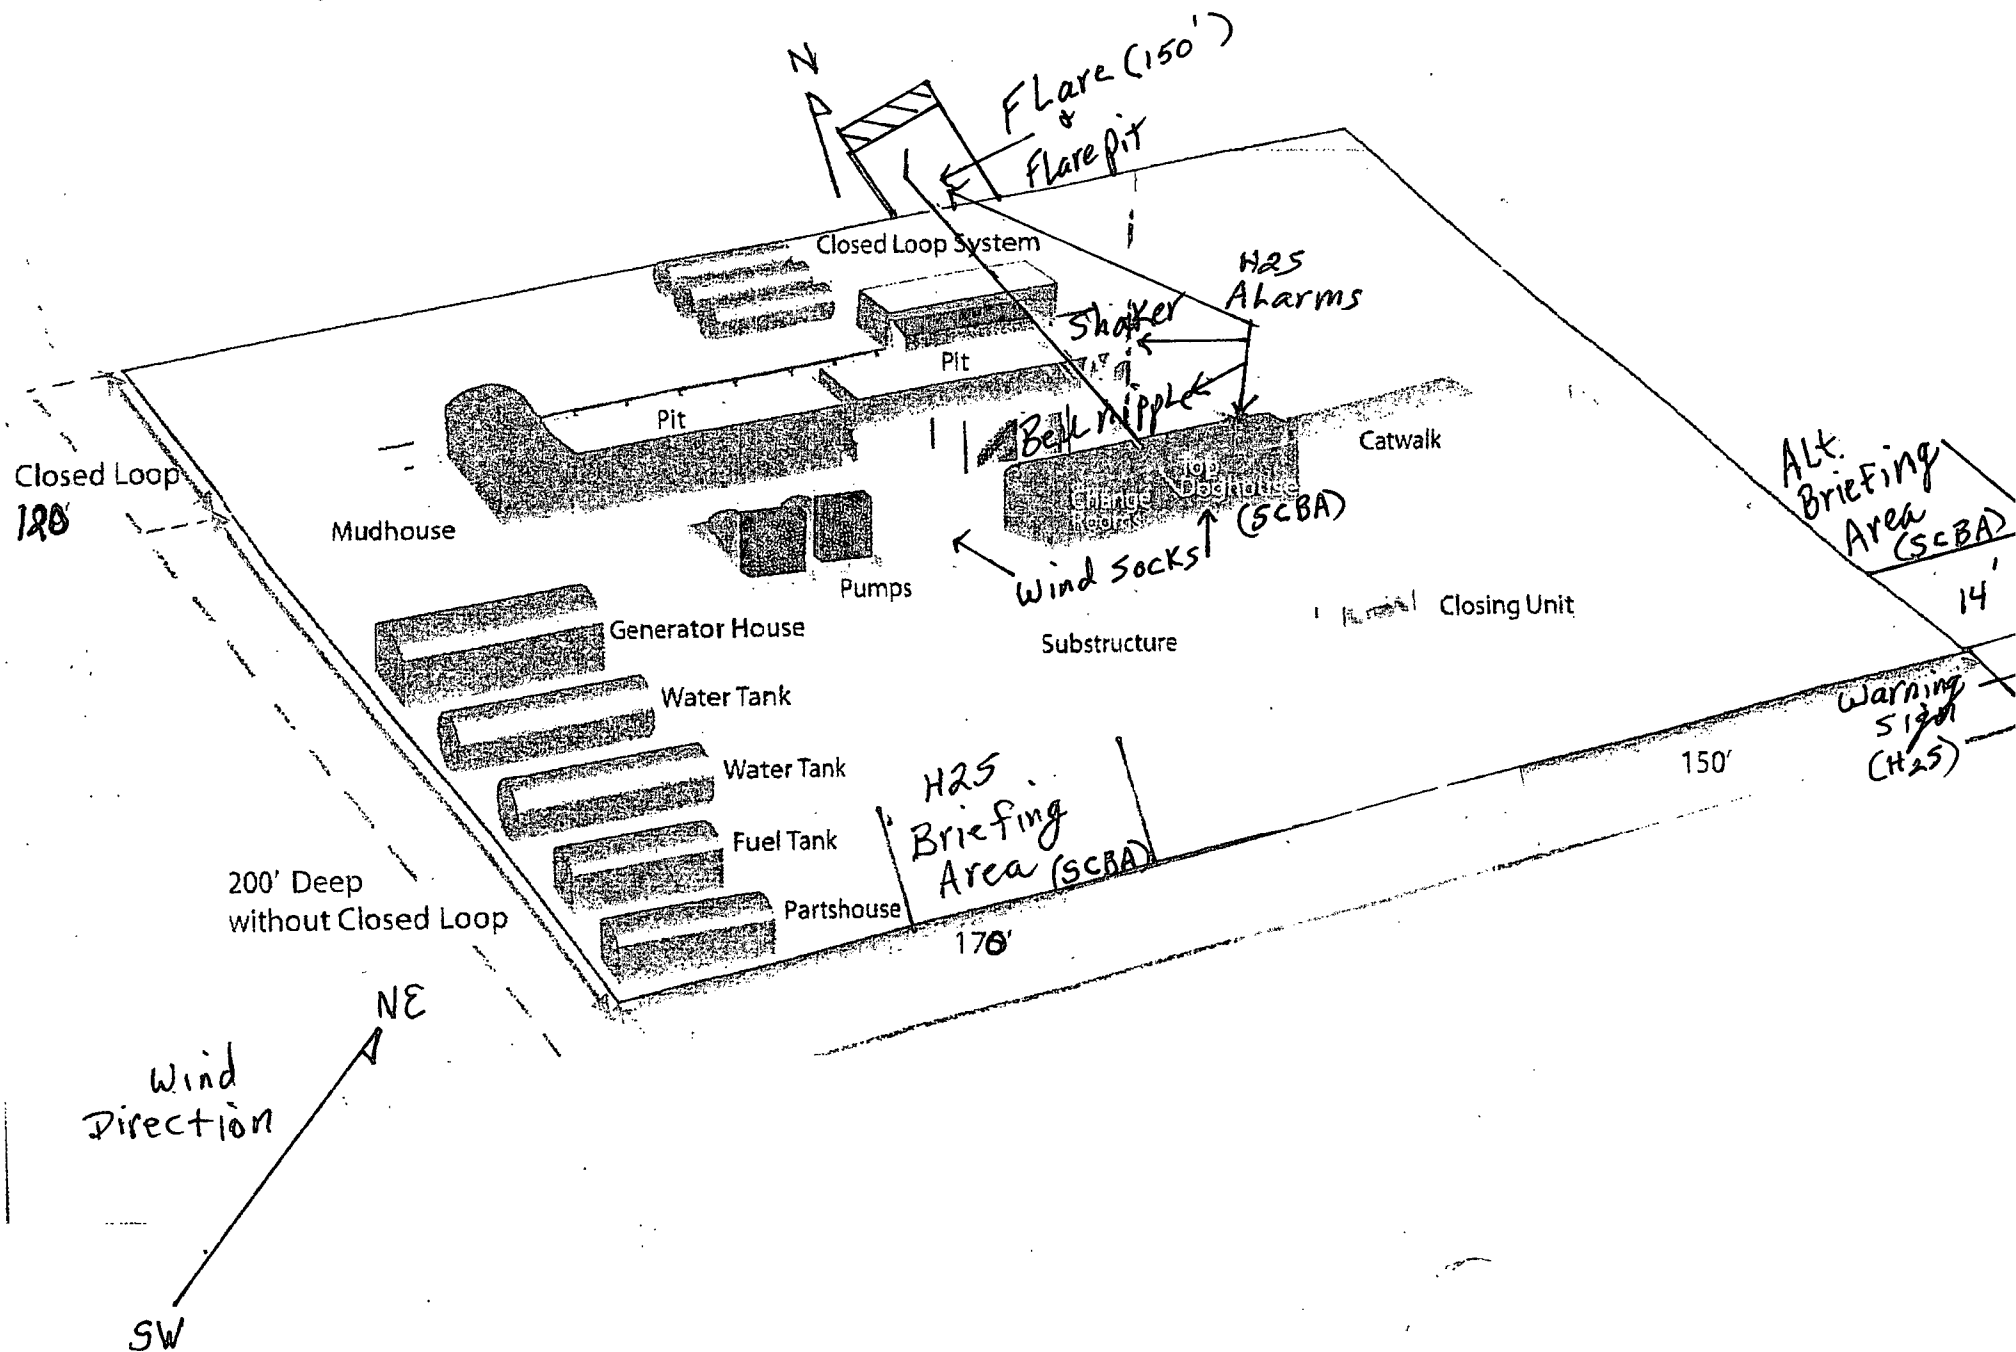 N
FLare (150')
&
Flare pit
Closed Loop System
H2S
ALarms
Shaker
Pit
Pit
Bell nipple
Catwalk
Top
Doghouse
Change
Rooms
(SCBA)
ALt.
Briefing
Area
(SCBA)
14'
Closed Loop
Mudhouse
Wind Socks
Pumps
Closing Unit
Substructure
Generator House
Water Tank
Water Tank
Fuel Tank
Partshouse
H2S
Briefing
Area (SCBA)
Warning
Sign
(H2S)
150'
170'
200' Deep
without Closed Loop
NE
Wind
Direction
SW